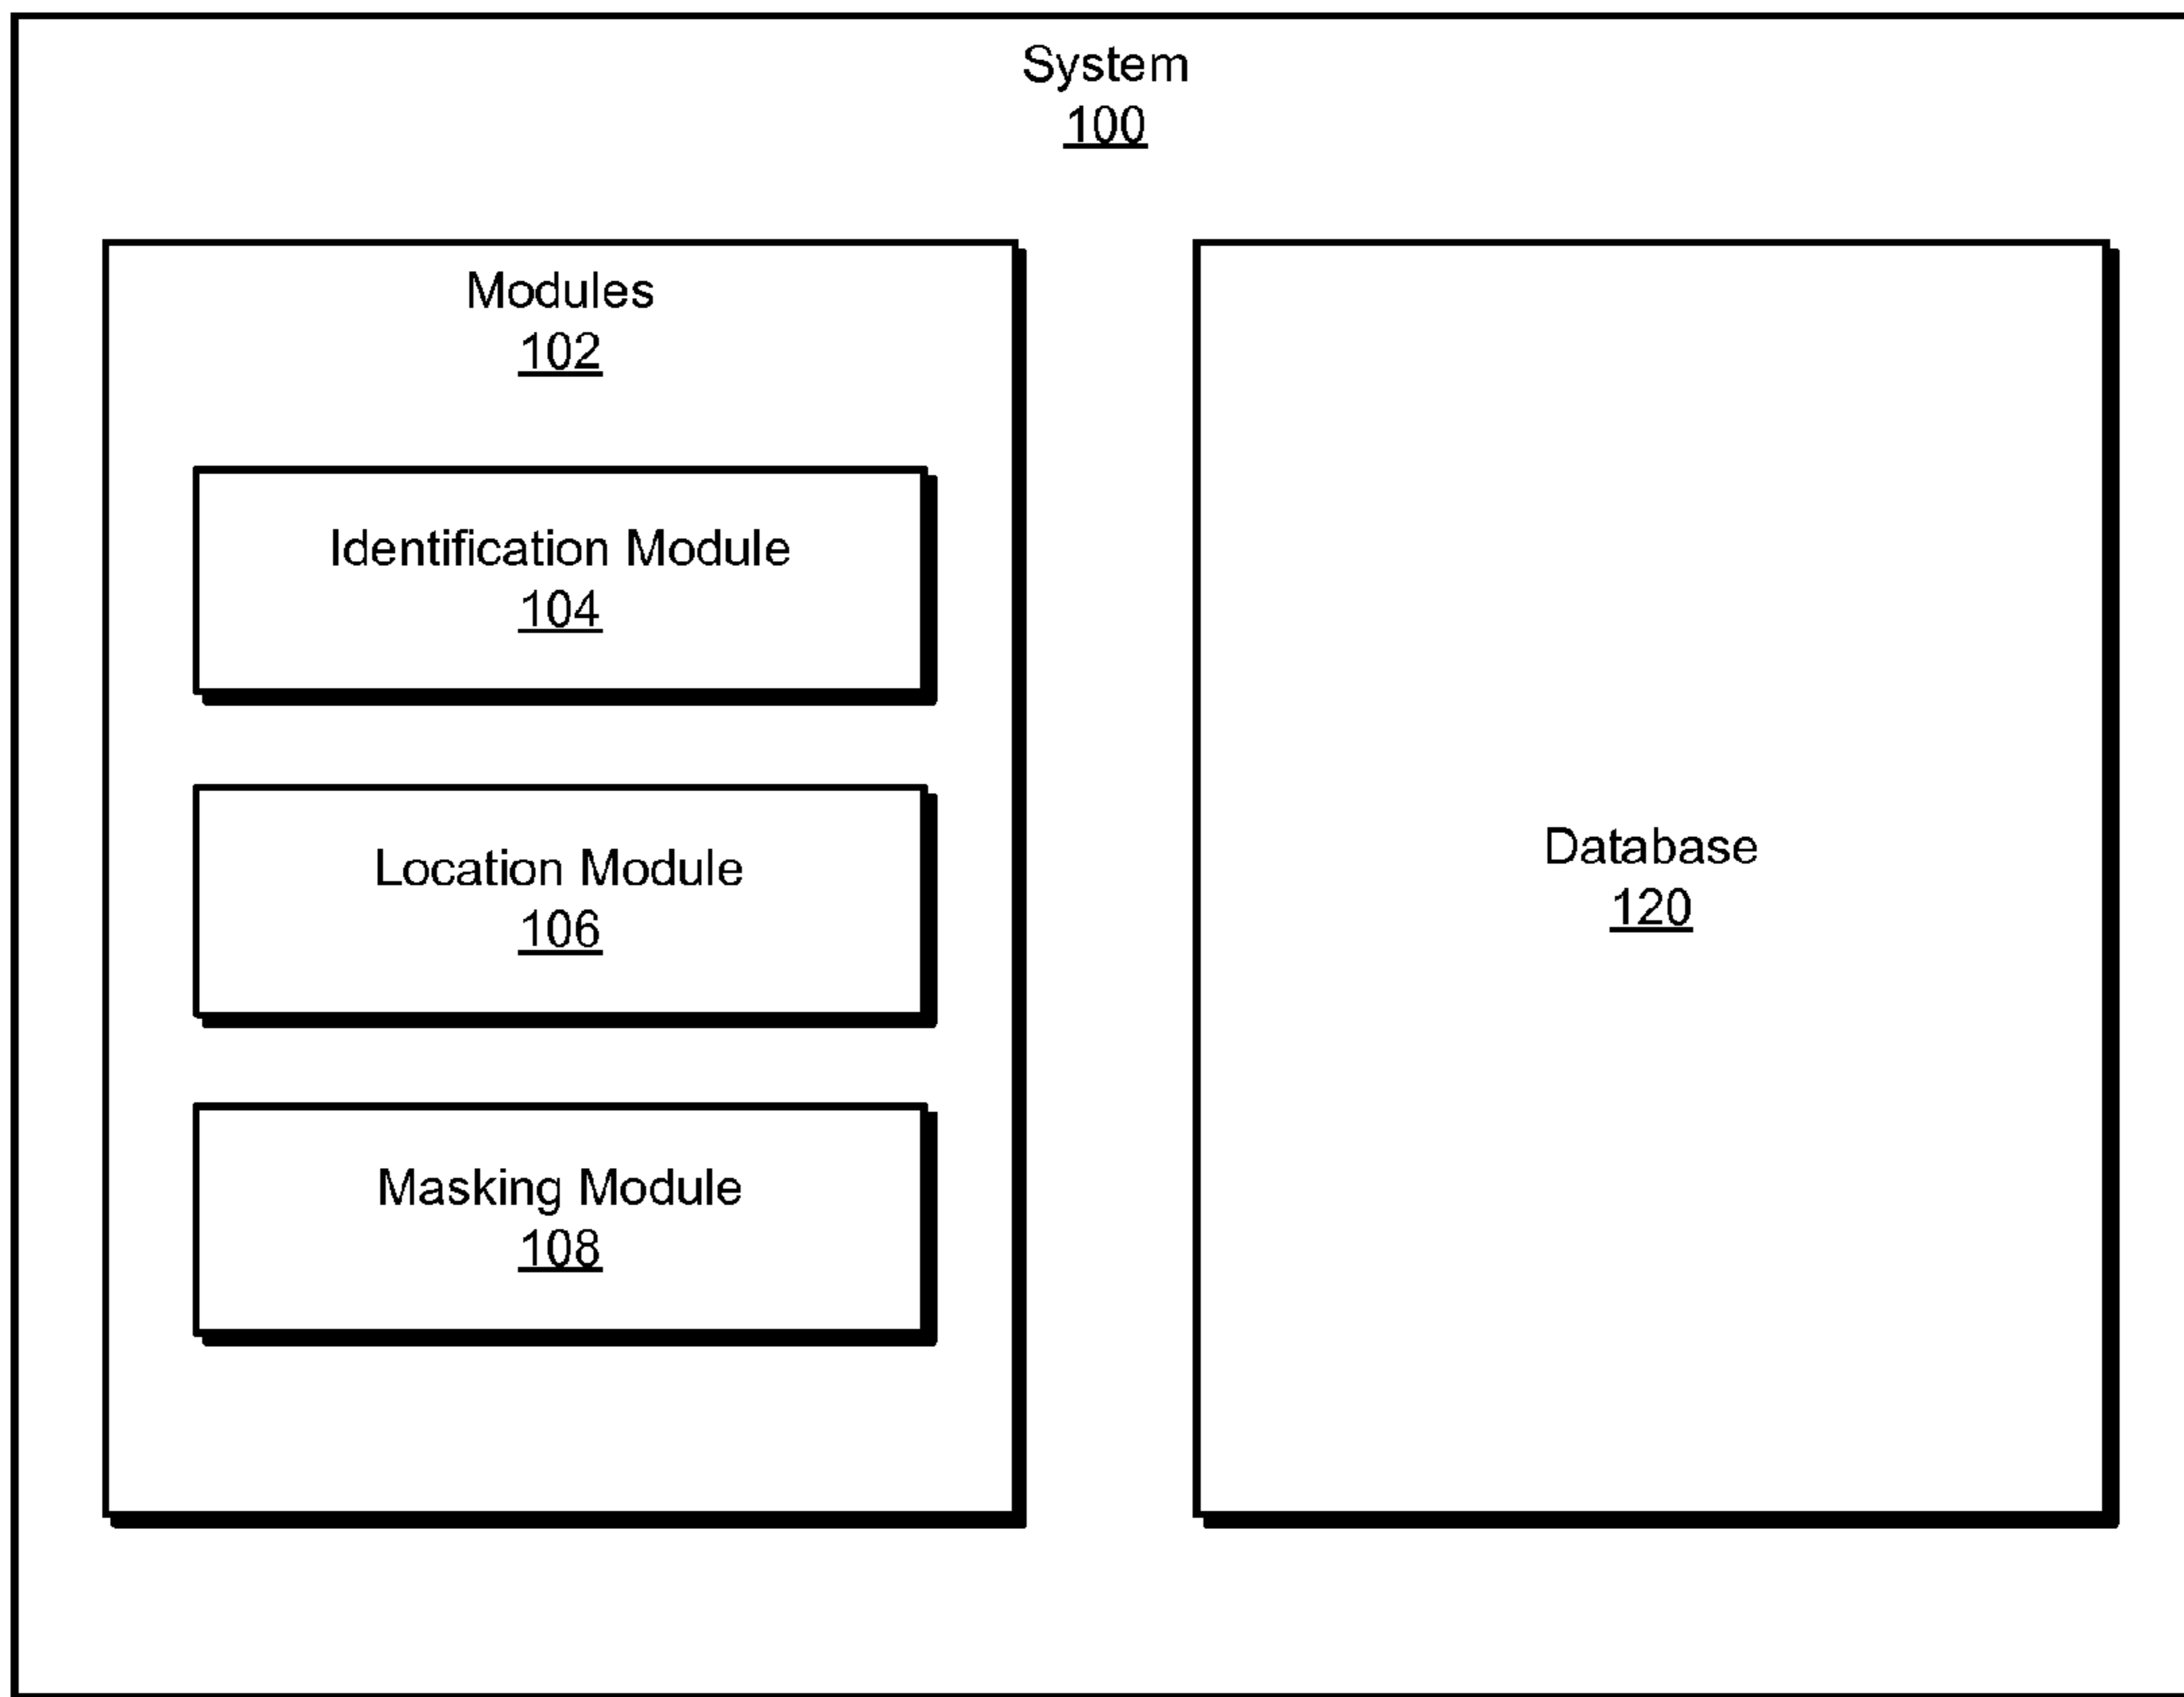 System
100
Modules
102
Identification Module
104
Location Module
106
Masking Module
108
Database
120